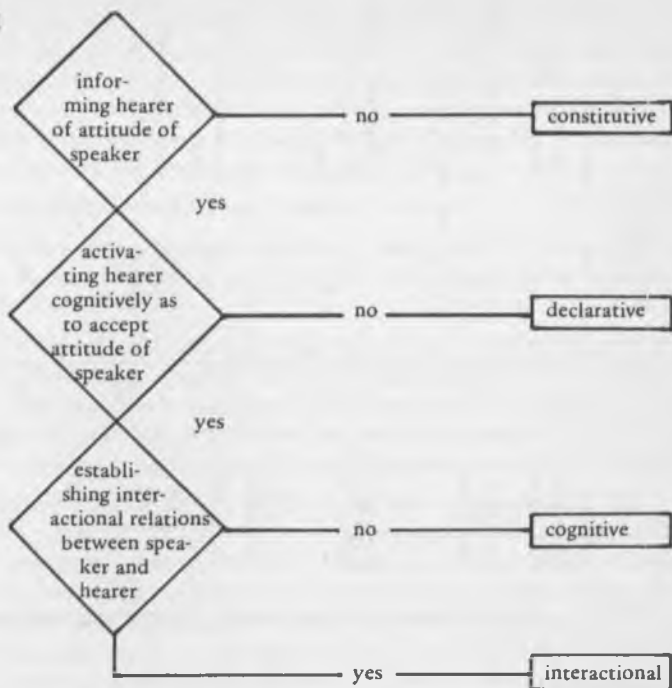 infor-
ming hearer
of attitude of
speaker
no
constitutive
yes
activa-
ting hearer
cognitively as
to accept
attitude of
speaker
no
declarative
yes
establi-
shing inter-
actional relations
between spea-
ker and
hearer
no
cognitive
yes
interactional